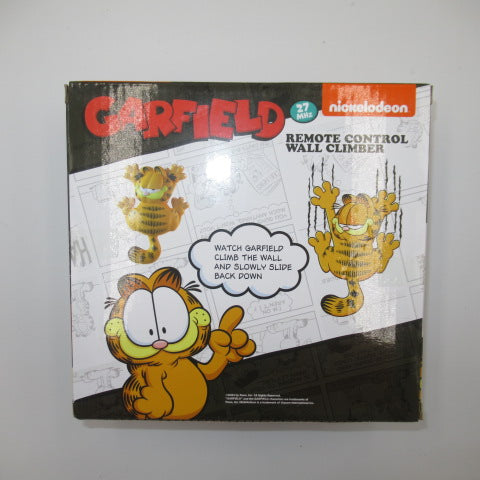 GARFIELD
27
MHz
nickelodeon
REMOTE CONTROL
WALL CLIMBER
WATCH GARFIELD
CLIMB THE WALL
AND SLOWLY SLIDE
BACK DOWN